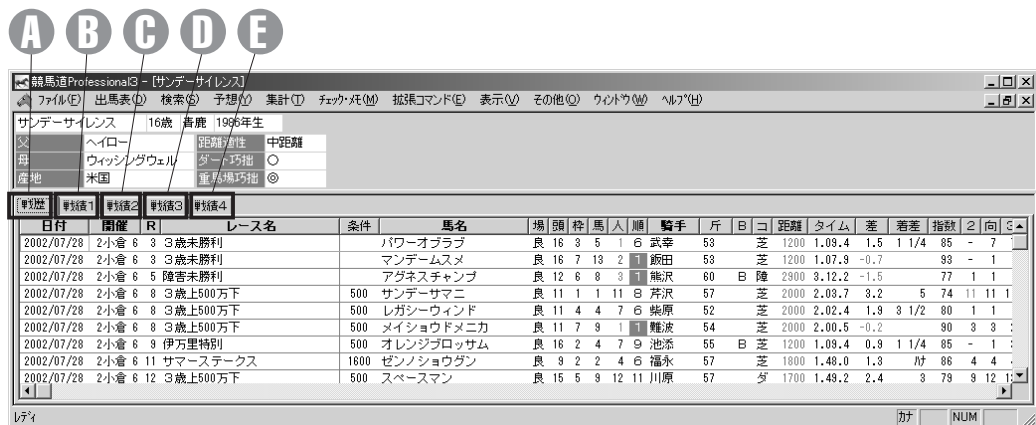 A B C D E
競馬道Professional3 - [サンデーサイレンス]
ファイル(F) 出馬表(D) 検索(S) 予想(Y) 集計(T) チェック・メモ(M) 拡張コマンド(E) 表示(V) その他(O) ウィンドウ(W) ヘルプ(H)
サンデーサイレンス 16歳 青鹿 1986年生
父 ヘイロー 距離適性 中距離
母 ウィッシングウェル ダート巧拙 ○
産地 米国 重馬場巧拙 ◎
戦歴 戦績1 戦績2 戦績3 戦績4
日付 開催 R レース名 条件 馬名 場 頭 枠 馬 人 順 騎手 斤 B コ 距離 タイム 差 着差 指数 2 向 3
2002/07/28 2小倉 6 3 3歳未勝利 パワーオブラブ 良 16 3 5 1 6 武幸 53 芝 1200 1.09.4 1.5 1 1/4 85 - 7
2002/07/28 2小倉 6 3 3歳未勝利 マンデームスメ 良 16 7 13 2 1 飯田 53 芝 1200 1.07.9 -0.7 93 - 1
2002/07/28 2小倉 6 5 障害未勝利 アグネスチャンプ 良 12 6 8 3 1 熊沢 60 B 障 2900 3.12.2 -1.5 77 1 1
2002/07/28 2小倉 6 8 3歳上500万下 500 サンデーサマニ 良 11 1 1 11 8 芹沢 57 芝 2000 2.03.7 3.2 5 74 11 11 1
2002/07/28 2小倉 6 8 3歳上500万下 500 レガシーウィンド 良 11 4 4 7 6 柴原 52 芝 2000 2.02.4 1.9 3 1/2 80 1 1
2002/07/28 2小倉 6 8 3歳上500万下 500 メイショウドメニカ 良 11 7 9 1 1 難波 54 芝 2000 2.00.5 -0.2 90 3 3
2002/07/28 2小倉 6 9 伊万里特別 500 オレンジブロッサム 良 16 2 4 7 9 池添 55 B 芝 1200 1.09.4 0.9 1 1/4 85 - 1
2002/07/28 2小倉 6 11 サマーステークス 1600 ゼンノショウグン 良 9 2 2 4 6 福永 57 芝 1800 1.48.0 1.3 ハナ 86 4 4
2002/07/28 2小倉 6 12 3歳上500万下 500 スペースマン 良 15 5 9 12 11 川原 57 ダ 1700 1.49.2 2.4 3 79 9 12
レディ カナ NUM